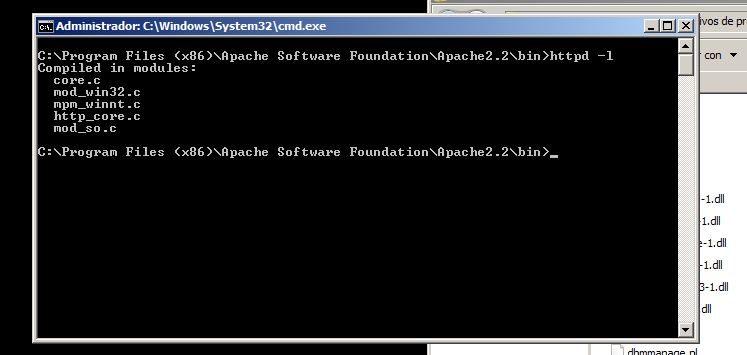 Administrador: C:\Windows\System32\cmd.exe
C:\Program Files (x86)\Apache Software Foundation\Apache2.2\bin>httpd -l
Compiled in modules:
  core.c
  mod_win32.c
  mpm_winnt.c
  http_core.c
  mod_so.c
C:\Program Files (x86)\Apache Software Foundation\Apache2.2\bin>_
ivos de pro
r con
-1.dll
-1.dll
e-1.dll
-1.dll
3-1.dll
.dll
dbmmanage.pl